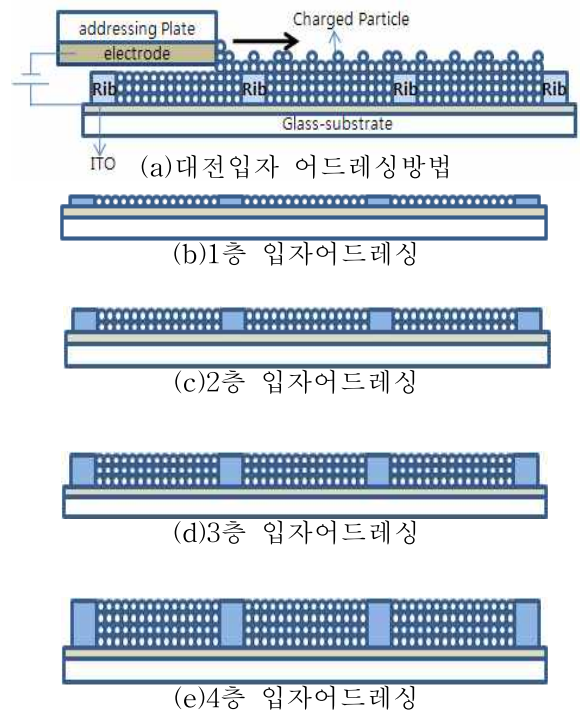 addressing Plate
electrode
Charged Particle
Rib Rib Rib Rib
Glass-substrate
ITO
(a)대전입자 어드레싱방법
(b)1층 입자어드레싱
(c)2층 입자어드레싱
(d)3층 입자어드레싱
(e)4층 입자어드레싱